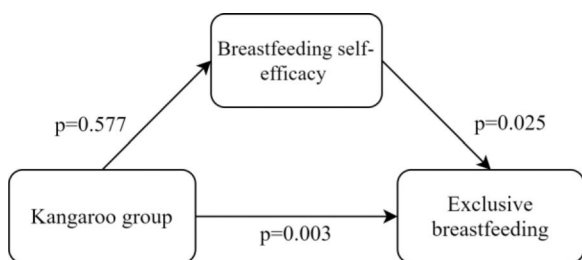 Breastfeeding self-
efficacy
p=0.577
p=0.025
Kangaroo group
p=0.003
Exclusive
breastfeeding